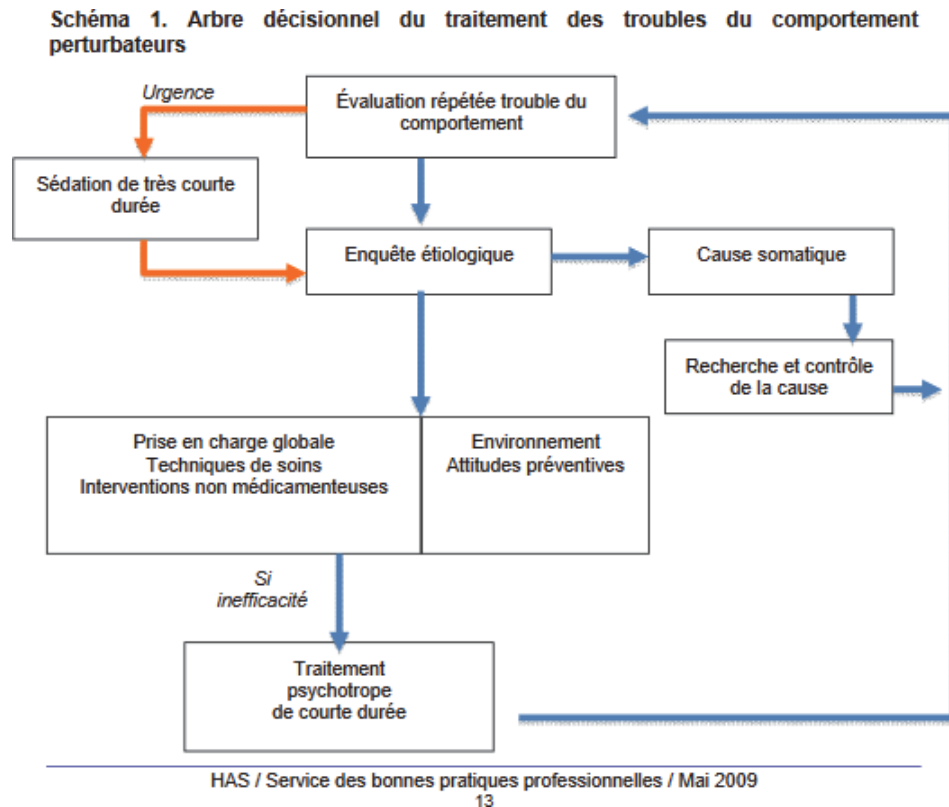 Schéma 1. Arbre décisionnel du traitement des troubles du comportement
perturbateurs
Urgence
Évaluation répétée trouble du
comportement
Sédation de très courte
durée
Enquête étiologique
Cause somatique
Recherche et contrôle
de la cause
Prise en charge globale
Techniques de soins
Interventions non médicamenteuses
Environnement
Attitudes préventives
Si
inefficacité
Traitement
psychotrope
de courte durée
HAS / Service des bonnes pratiques professionnelles / Mai 2009
13